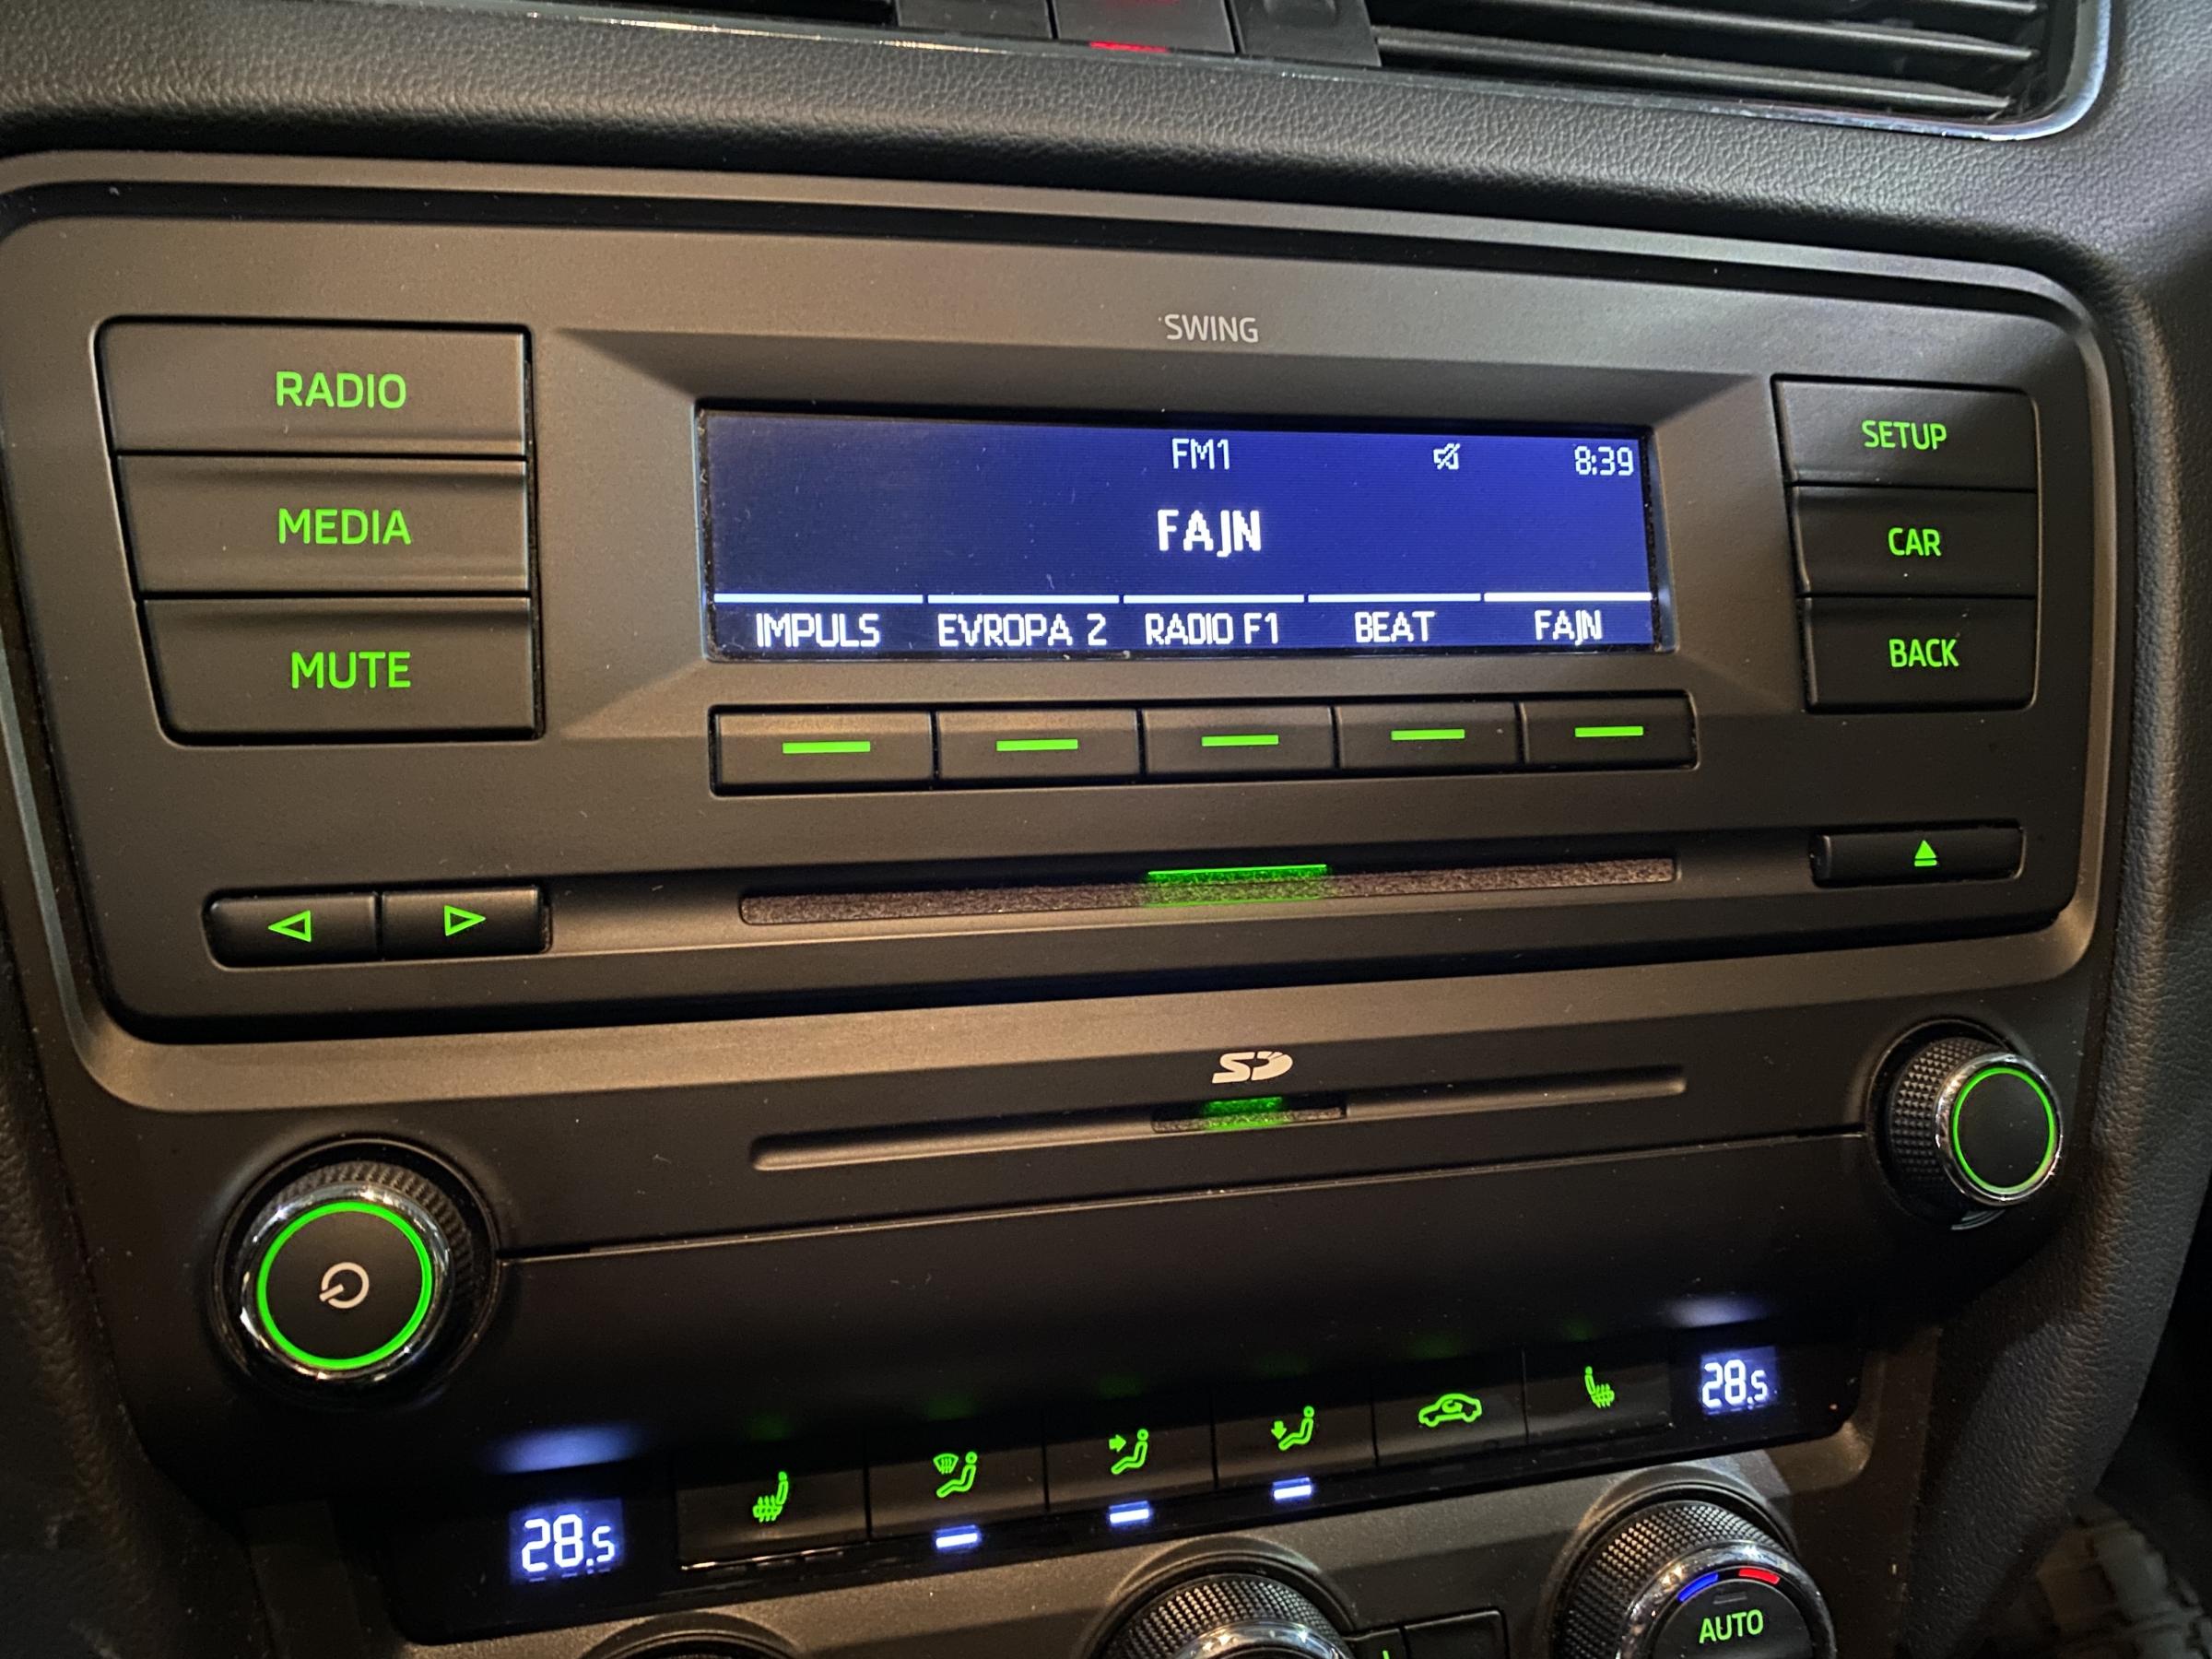 SWING
RADIO
MEDIA
MUTE
FM1 8:39
FAJN
IMPULS EVROPA 2 RADIO F1 BEAT FAJN
SETUP
CAR
BACK
SD
28.5
28.5
AUTO